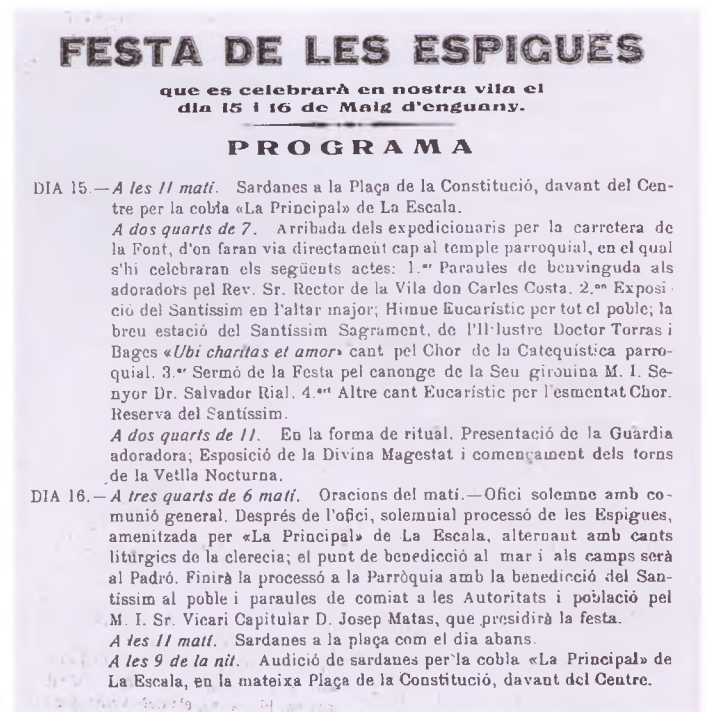 FESTA DE LES ESPIGUES
que es celebrarà en nostra vila el
dia 15 i 16 de Maig d'enguany.
PROGRAMA
DIA 15.—A les 11 matí. Sardanes a la Plaça de la Constitució, davant del Cen-
tre per la cobla «La Principal» de La Escala.
A dos quarts de 7. Arribada dels expedicionaris per la carretera de
la Font, d'on faran via directament cap al temple parroquial, en el qual
s'hi celebraran els següents actes: 1.er Paraules de benvinguda als
adoradors pel Rev. Sr. Rector de la Vila don Carles Costa. 2.on Exposi-
ció del Santíssim en l'altar major; Himne Eucarístic per tot el poble; la
breu estació del Santíssim Sagrament, de l'Il·lustre Doctor Torras i
Bages «Ubi charitas et amor» cant pel Chor de la Catequística parro-
quial. 3.er Sermó de la Festa pel canonge de la Seu gironina M. I. Se-
nyor Dr. Salvador Rial. 4.art Altre cant Eucarístic per l'esmentat Chor.
Reserva del Santíssim.
A dos quarts de 11. En la forma de ritual. Presentació de la Guàrdia
adoradora; Esposició de la Divina Magestat i començament dels torns
de la Vetlla Nocturna.
DIA 16.—A tres quarts de 6 matí. Oracions del matí.—Ofici solemne amb co-
munió general. Després de l'ofici, solemnial processó de les Espigues,
amenitzada per «La Principal» de La Escala, alternant amb cants
litúrgics de la clerecia; el punt de benedicció al mar i als camps serà
al Padró. Finirà la processó a la Parròquia amb la benedicció del San-
tíssim al poble i paraules de comiat a les Autoritats i població pel
M. I. Sr. Vicari Capitular D. Josep Matas, que presidirà la festa.
A les 11 matí. Sardanes a la plaça com el dia abans.
A les 9 de la nit. Audició de sardanes per la cobla «La Principal» de
La Escala, en la mateixa Plaça de la Constitució, davant del Centre.